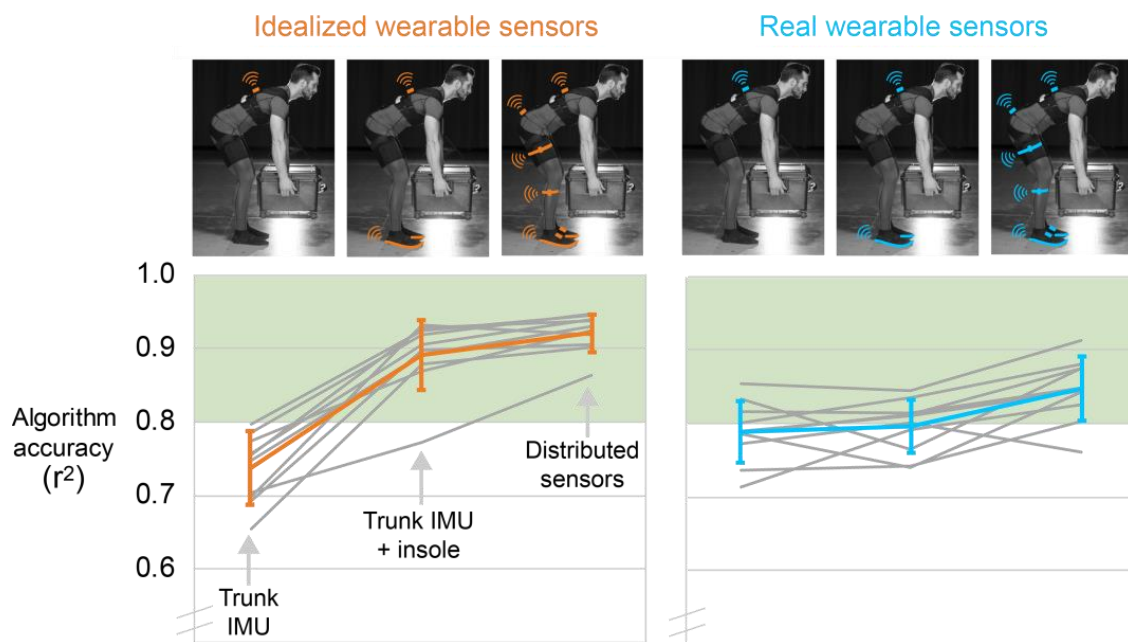 Idealized wearable sensors
Real wearable sensors
1.0
0.9
0.8
0.7
0.6
Algorithm
accuracy
(r²)
Trunk
IMU
Trunk IMU
+ insole
Distributed
sensors